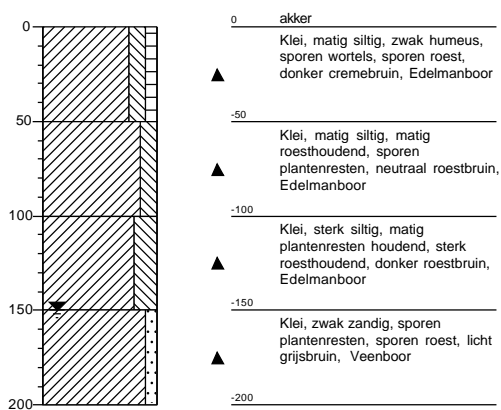 0
50
100
150
200
0 akker
Klei, matig siltig, zwak humeus,
sporen wortels, sporen roest,
donker cremebruin, Edelmanboor
-50
Klei, matig siltig, matig
roesthoudend, sporen
plantenresten, neutraal roestbruin,
Edelmanboor
-100
Klei, sterk siltig, matig
plantenresten houdend, sterk
roesthoudend, donker roestbruin,
Edelmanboor
-150
Klei, zwak zandig, sporen
plantenresten, sporen roest, licht
grijsbruin, Veenboor
-200